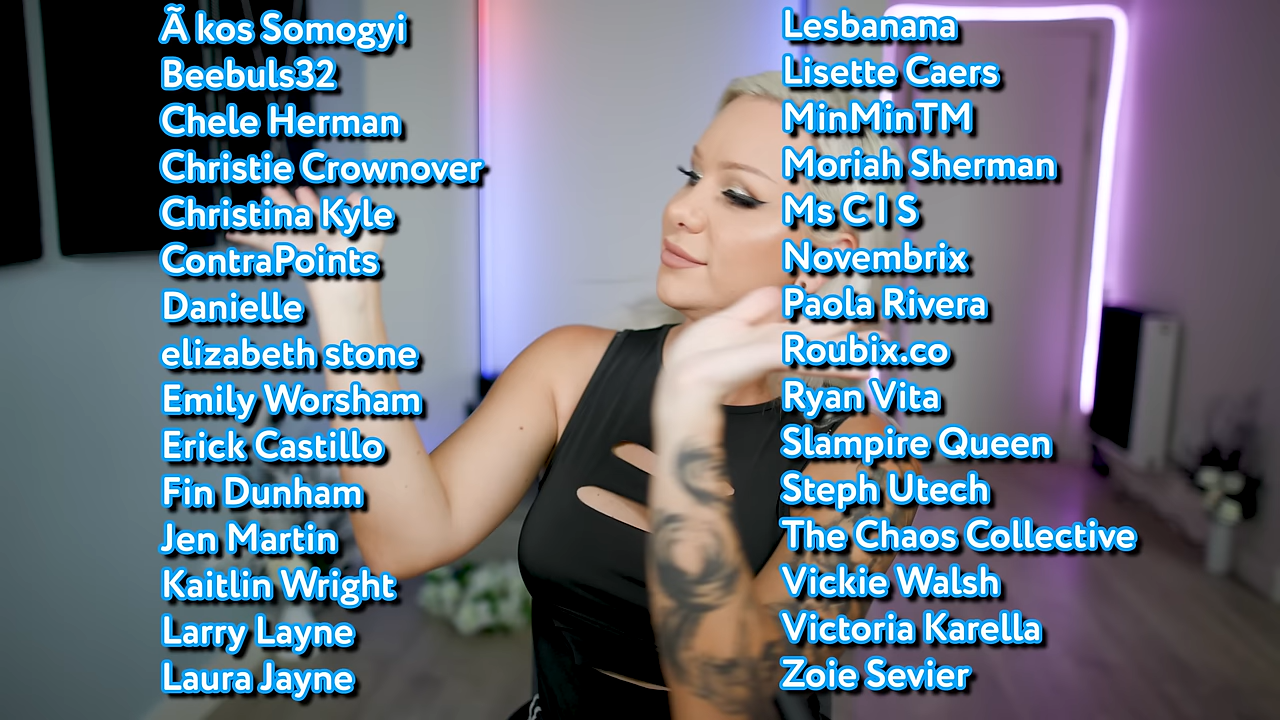 Ã kos Somogyi
Beebuls32
Chele Herman
Christie Crownover
Christina Kyle
ContraPoints
Danielle
elizabeth stone
Emily Worsham
Erick Castillo
Fin Dunham
Jen Martin
Kaitlin Wright
Larry Layne
Laura Jayne
Lesbanana
Lisette Caers
MinMinTM
Moriah Sherman
Ms C I S
Novembrix
Paola Rivera
Roubix.co
Ryan Vita
Slampire Queen
Steph Utech
The Chaos Collective
Vickie Walsh
Victoria Karella
Zoie Sevier